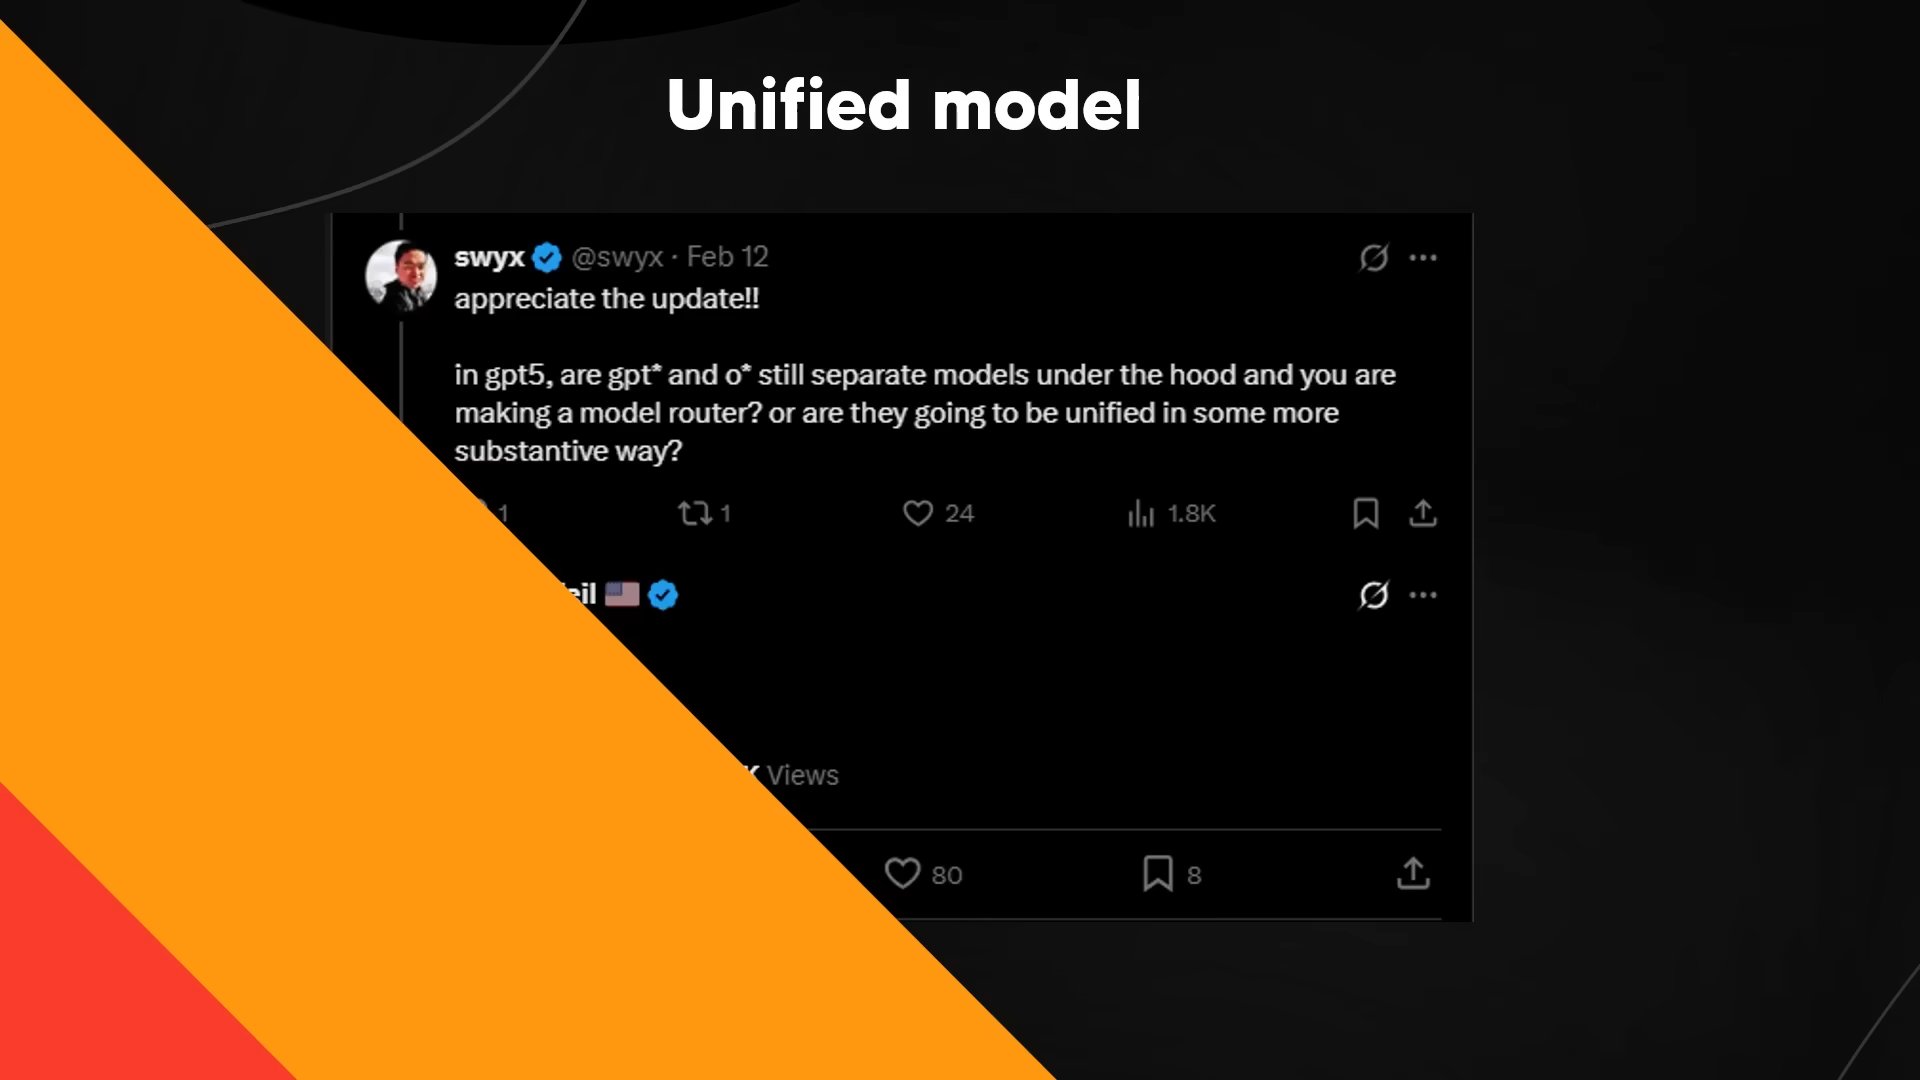 Unified model
swyx @swyx · Feb 12
appreciate the update!!
in gpt5, are gpt* and o* still separate models under the hood and you are
making a model router? or are they going to be unified in some more
substantive way?
1 1 24 1.8K
eil
K Views
80 8